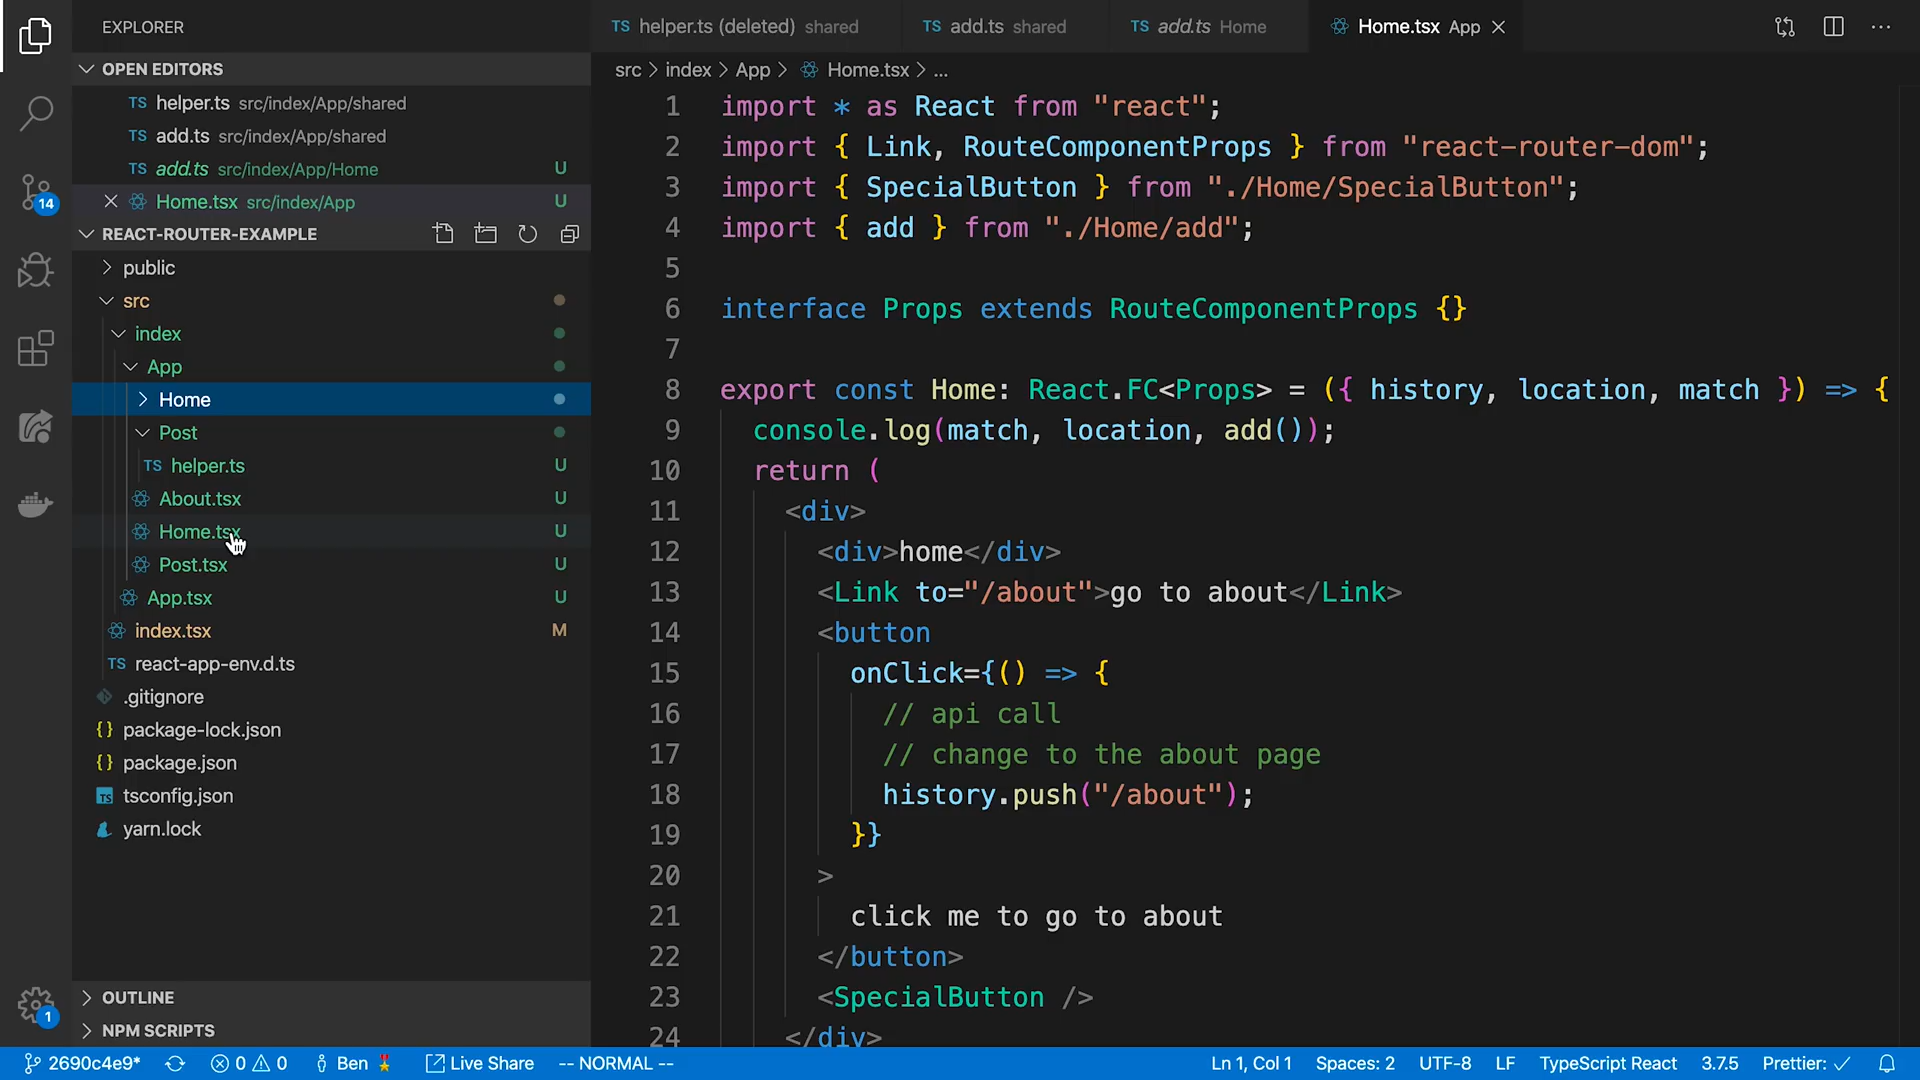 EXPLORER
OPEN EDITORS
TS helper.ts src/index/App/shared
TS add.ts src/index/App/shared
TS add.ts src/index/App/Home U
Home.tsx src/index/App U
REACT-ROUTER-EXAMPLE
public
src
index
App
Home
Post
TS helper.ts U
About.tsx U
Home.tsx U
Post.tsx U
App.tsx U
index.tsx M
TS react-app-env.d.ts
.gitignore
{} package-lock.json
{} package.json
TS tsconfig.json
yarn.lock
OUTLINE
NPM SCRIPTS
14
1
TS helper.ts (deleted) shared
TS add.ts shared
TS add.ts Home
Home.tsx App
src > index > App > Home.tsx > ...
1 import * as React from "react";
2 import { Link, RouteComponentProps } from "react-router-dom";
3 import { SpecialButton } from "./Home/SpecialButton";
4 import { add } from "./Home/add";
5
6 interface Props extends RouteComponentProps {}
7
8 export const Home: React.FC<Props> = ({ history, location, match }) => {
9 console.log(match, location, add());
10 return (
11 <div>
12 <div>home</div>
13 <Link to="/about">go to about</Link>
14 <button
15 onClick={() => {
16 // api call
17 // change to the about page
18 history.push("/about");
19 }}
20 >
21 click me to go to about
22 </button>
23 <SpecialButton />
24 </div>
2690c4e9* 0 0 Ben Live Share -- NORMAL -- Ln 1, Col 1 Spaces: 2 UTF-8 LF TypeScript React 3.7.5 Prettier: ✓